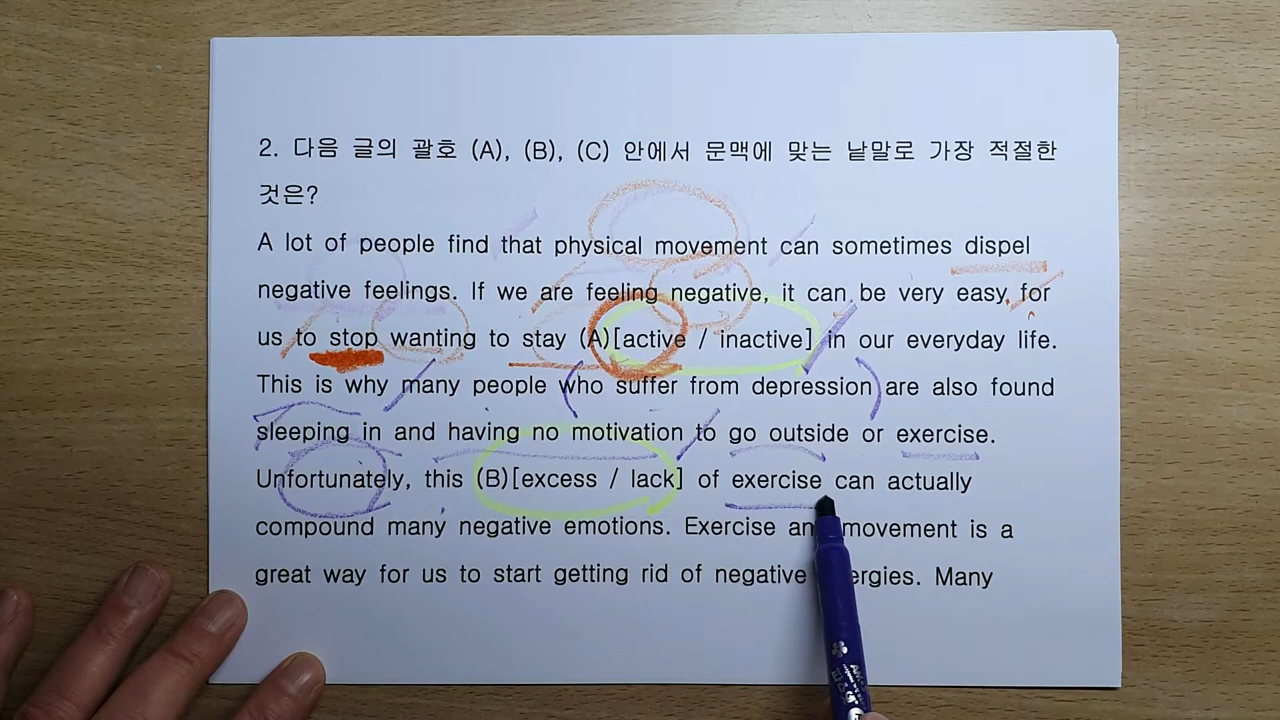 2. 다음 글의 괄호 (A), (B), (C) 안에서 문맥에 맞는 낱말로 가장 적절한
것은?
A lot of people find that physical movement can sometimes dispel
negative feelings. If we are feeling negative, it can be very easy for
us to stop wanting to stay (A)[active / inactive] in our everyday life.
This is why many people who suffer from depression are also found
sleeping in and having no motivation to go outside or exercise.
Unfortunately, this (B)[excess / lack] of exercise can actually
compound many negative emotions. Exercise and movement is a
great way for us to start getting rid of negative energies. Many